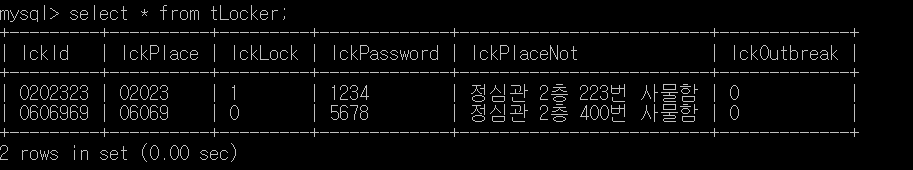 mysql> select * from tLocker;
+---------+----------+---------+-------------+--------------------------+-------------+
| lckId | lckPlace | lckLock | lckPassword | lckPlaceNot | lckOutbreak |
+---------+----------+---------+-------------+--------------------------+-------------+
| 0202323 | 02023 | 1 | 1234 | 정심관 2층 223번 사물함 | 0 |
| 0606969 | 06069 | 0 | 5678 | 정심관 2층 400번 사물함 | 0 |
+---------+----------+---------+-------------+--------------------------+-------------+
2 rows in set (0.00 sec)